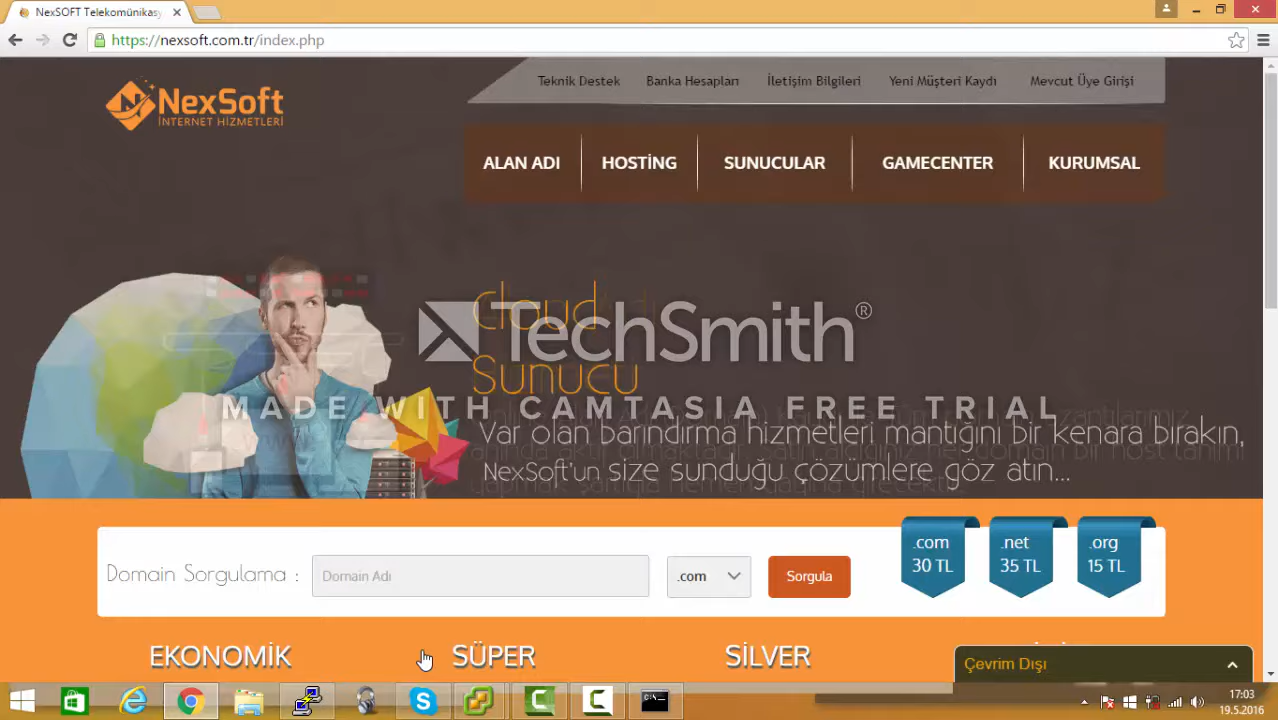 NexSOFT Telekomünikasy
https://nexsoft.com.tr/index.php
Teknik Destek Banka Hesapları İletişim Bilgileri Yeni Müşteri Kaydı Mevcut Üye Girişi
NexSoft
İNTERNET HİZMETLERİ
ALAN ADI HOSTİNG SUNUCULAR GAMECENTER KURUMSAL
Cloud
Sunucu
TechSmith®
MADE WITH CAMTASIA FREE TRIAL
Var olan barındırma hizmetleri mantığını bir kenara bırakın,
NexSoft'un size sunduğu çözümlere göz atın...
.com .net .org
30 TL 35 TL 15 TL
Domain Sorgulama : Domain Adı .com Sorgula
EKONOMİK SÜPER SİLVER
Çevrim Dışı
17:03
19.5.2016